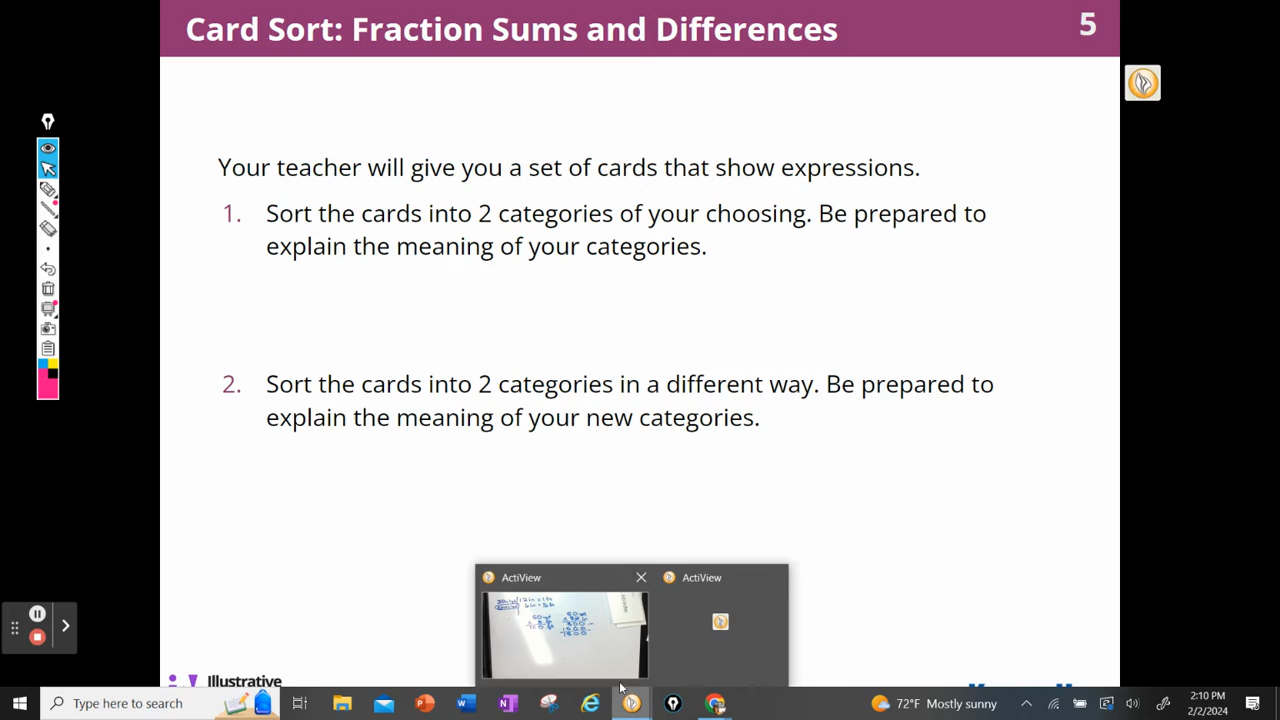 Card Sort: Fraction Sums and Differences
5
Your teacher will give you a set of cards that show expressions.
1. Sort the cards into 2 categories of your choosing. Be prepared to
explain the meaning of your categories.
2. Sort the cards into 2 categories in a different way. Be prepared to
explain the meaning of your new categories.
ActiView
ActiView
Illustrative
Type here to search
72°F Mostly sunny
2:10 PM
2/2/2024